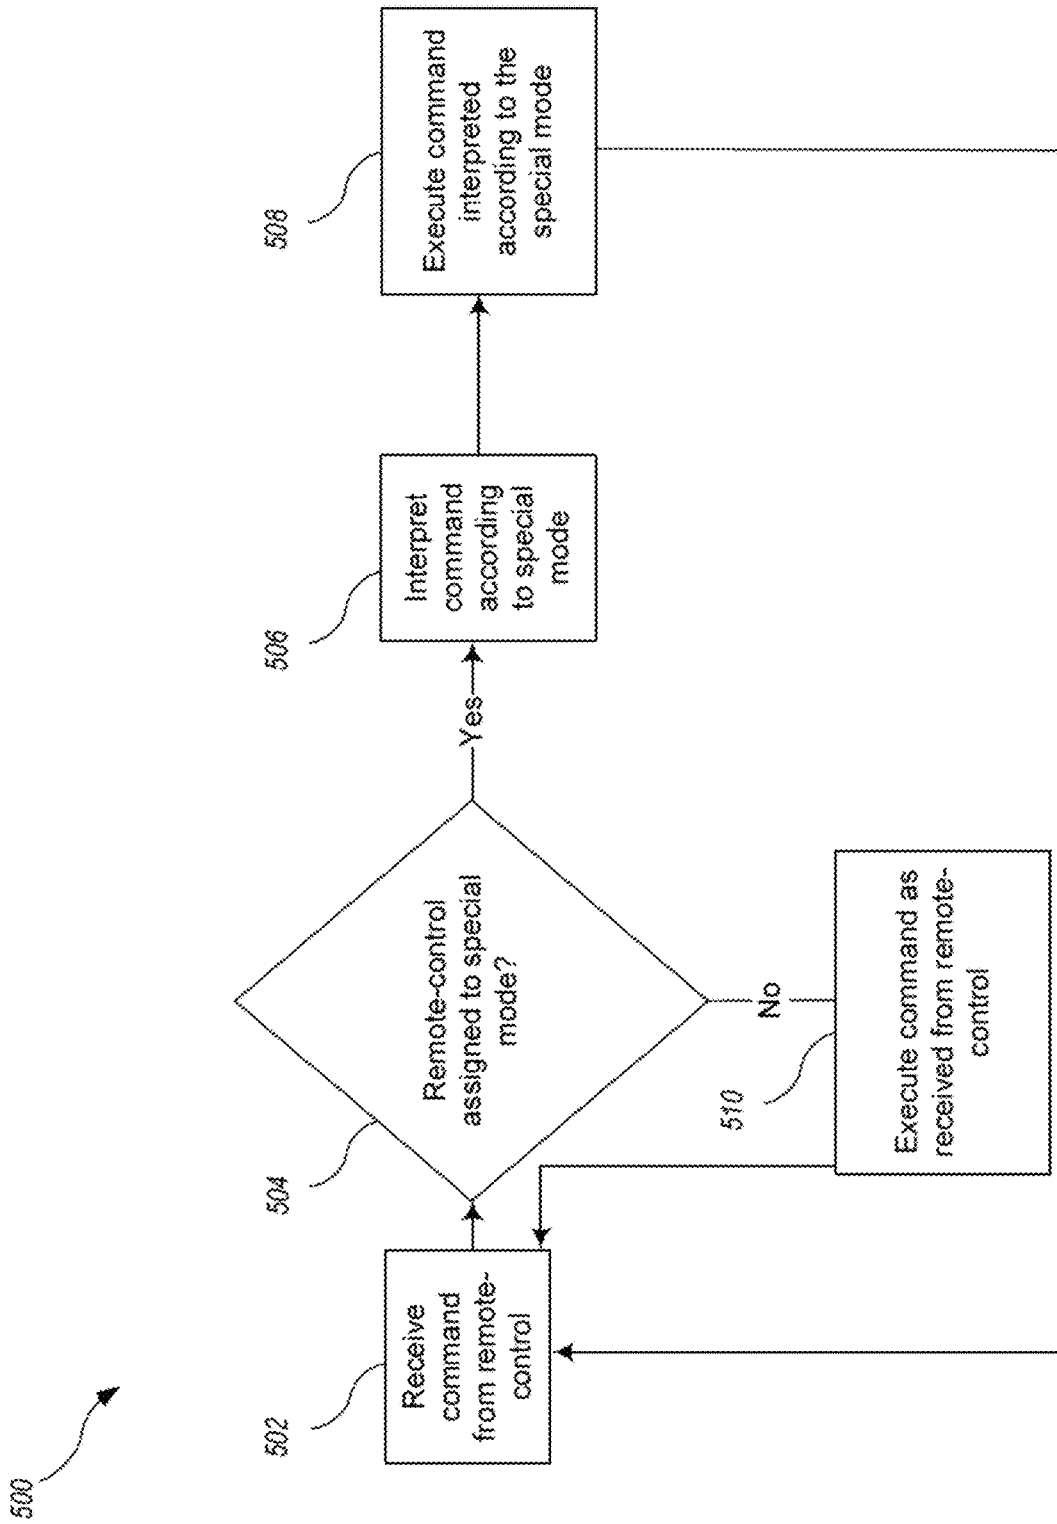 500
502
Receive
command
from remote-
control
504
Remote-control
assigned to special
mode?
Yes
506
Interpret
command
according
to special
mode
508
Execute command
interpreted
according to the
special mode
No
510
Execute command as
received from remote-
control